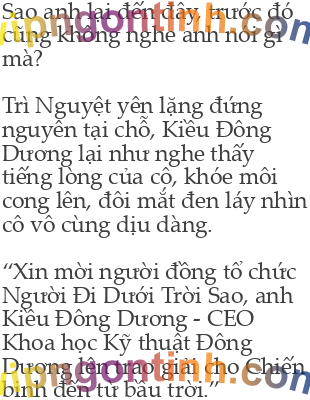 Sao anh lại đến đây, trước đó
cũng không nghe anh nói gì
mà?
Trì Nguyệt yên lặng đứng
nguyên tại chỗ, Kiều Đông
Dương lại như nghe thấy
tiếng lòng của cô, khóe môi
cong lên, đôi mắt đen láy nhìn
cô vô cùng dịu dàng.
“Xin mời người đồng tổ chức
Người Đi Dưới Trời Sao, anh
Kiều Đông Dương - CEO
Khoa học Kỹ thuật Đông
Dương lên trao giải cho Chiến
binh đến từ bầu trời.”
vipngontinh.com
vipngontinh.com